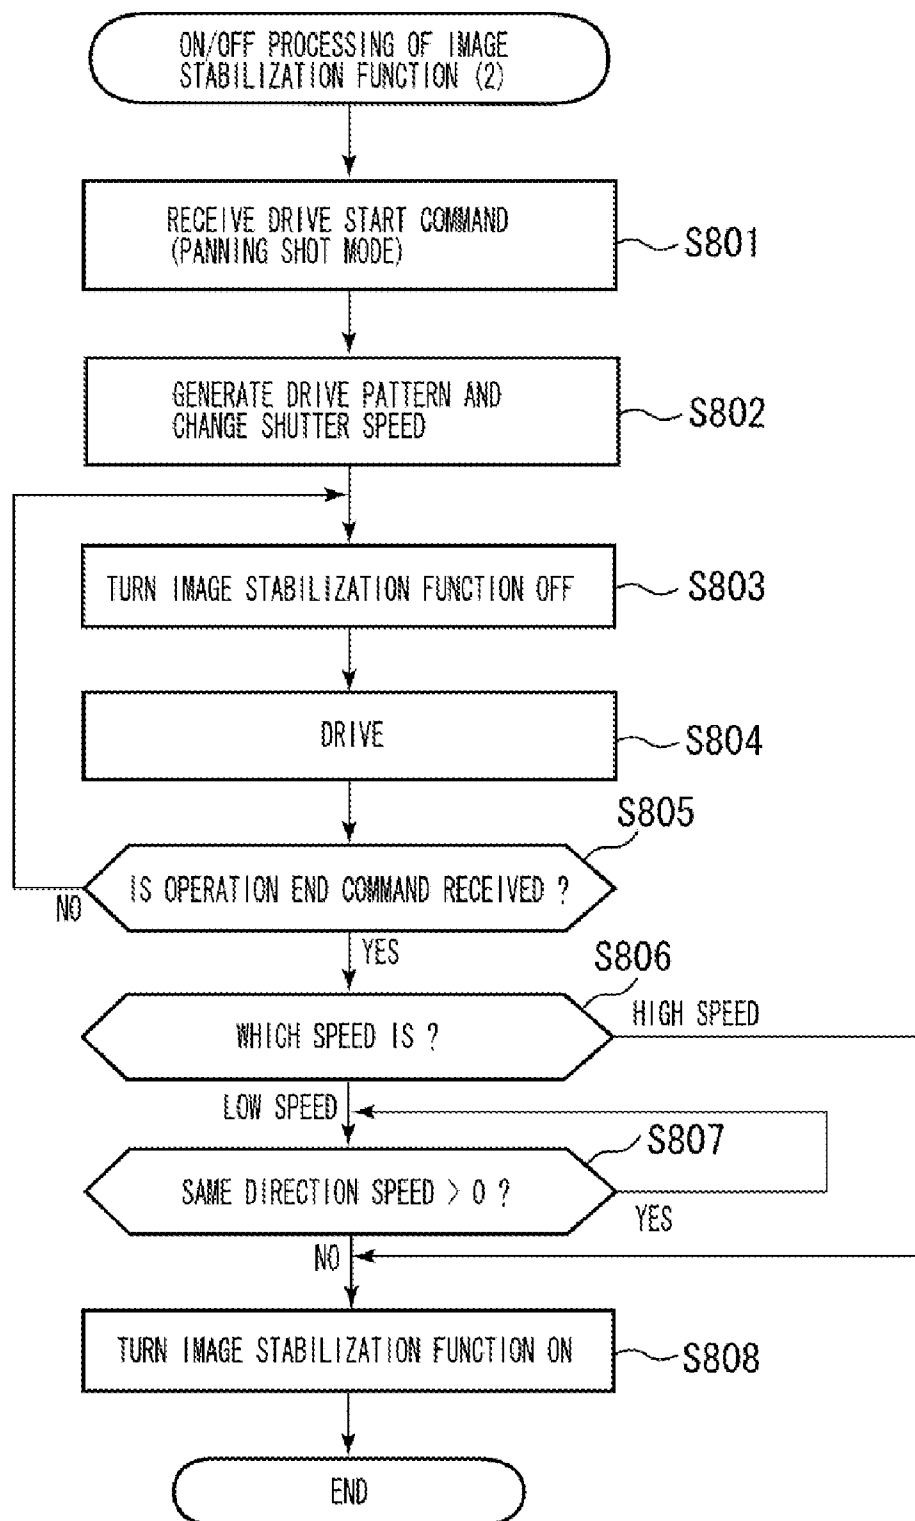 ON/OFF PROCESSING OF IMAGE
STABILIZATION FUNCTION (2)
RECEIVE DRIVE START COMMAND
(PANNING SHOT MODE)
S801
GENERATE DRIVE PATTERN AND
CHANGE SHUTTER SPEED
S802
TURN IMAGE STABILIZATION FUNCTION OFF
S803
DRIVE
S804
S805
IS OPERATION END COMMAND RECEIVED ?
NO
YES
S806
WHICH SPEED IS ?
HIGH SPEED
LOW SPEED
S807
SAME DIRECTION SPEED > 0 ?
YES
NO
TURN IMAGE STABILIZATION FUNCTION ON
S808
END